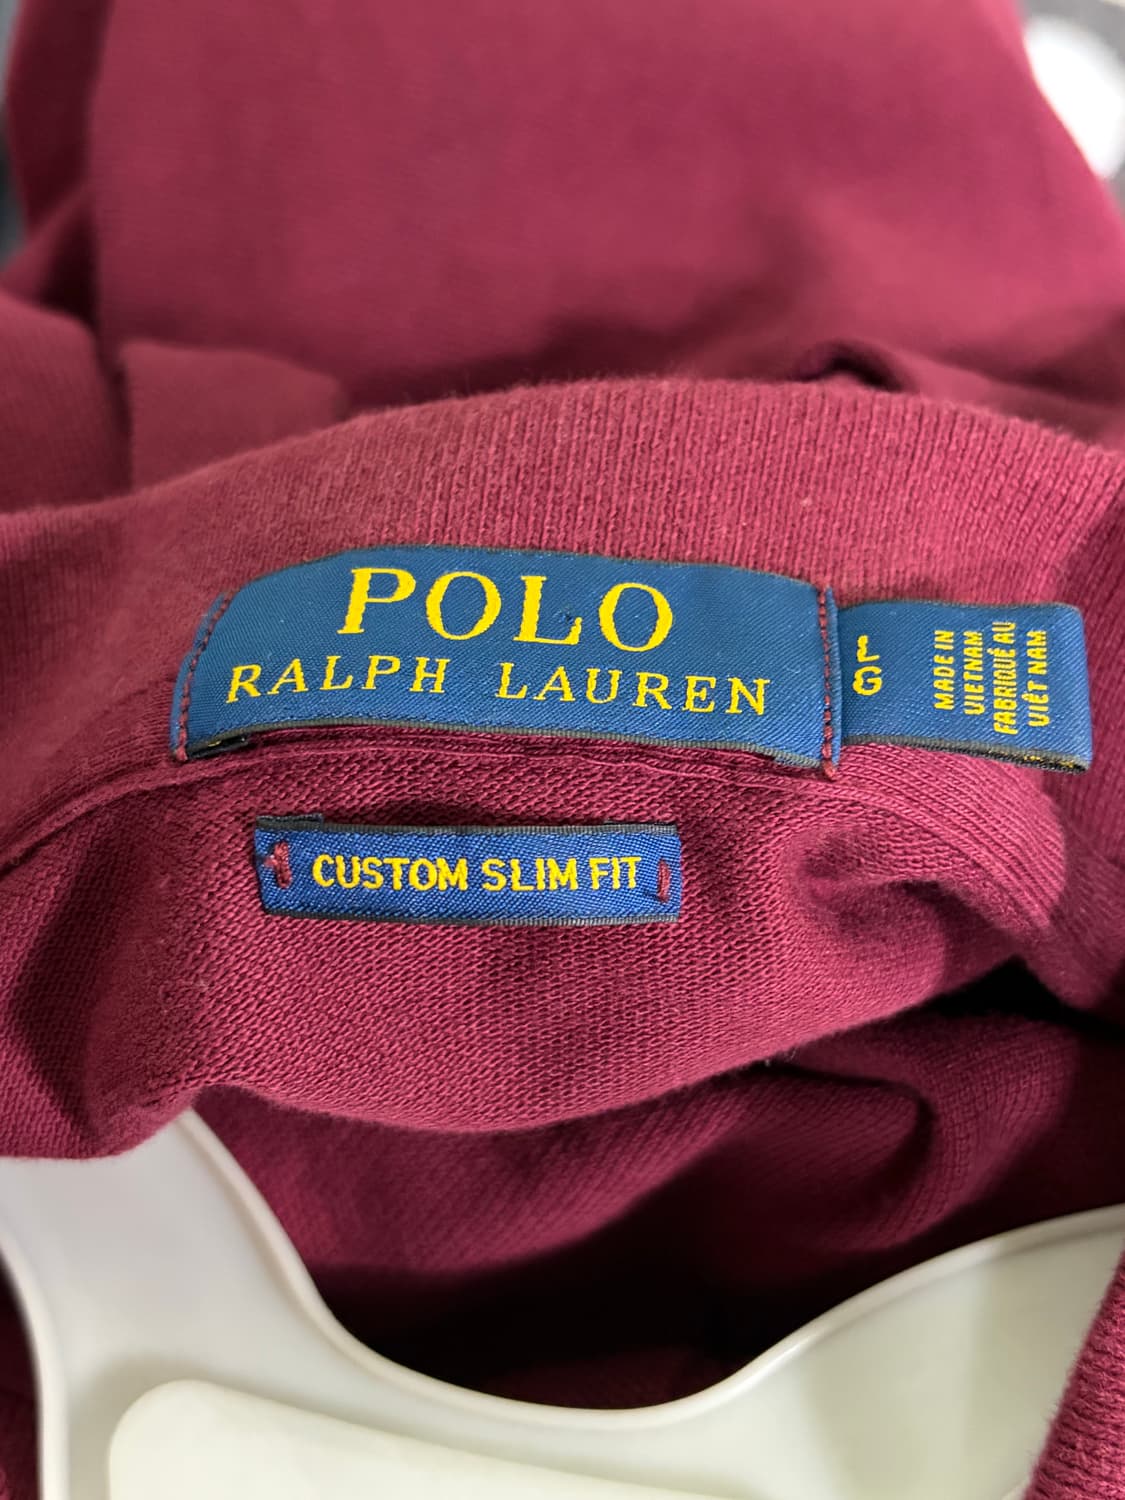 POLO
RALPH LAUREN
L
G
MADE IN
VIETNAM
FABRIQUÉ AU
VIÊT NAM
CUSTOM SLIM FIT